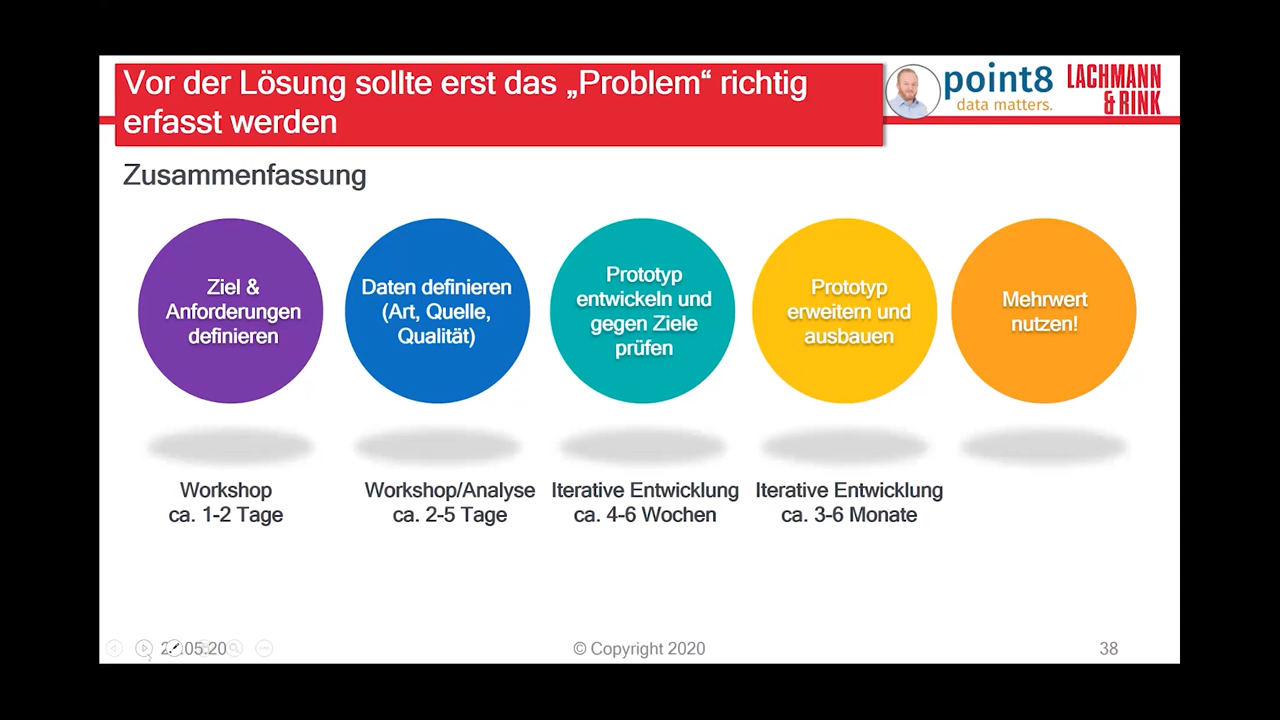 Vor der Lösung sollte erst das „Problem“ richtig
erfasst werden
point8
data matters.
LACHMANN
& RINK
Zusammenfassung
Ziel &
Anforderungen
definieren
Daten definieren
(Art, Quelle,
Qualität)
Prototyp
entwickeln und
gegen Ziele
prüfen
Prototyp
erweitern und
ausbauen
Mehrwert
nutzen!
Workshop
ca. 1-2 Tage
Workshop/Analyse
ca. 2-5 Tage
Iterative Entwicklung
ca. 4-6 Wochen
Iterative Entwicklung
ca. 3-6 Monate
© Copyright 2020
38